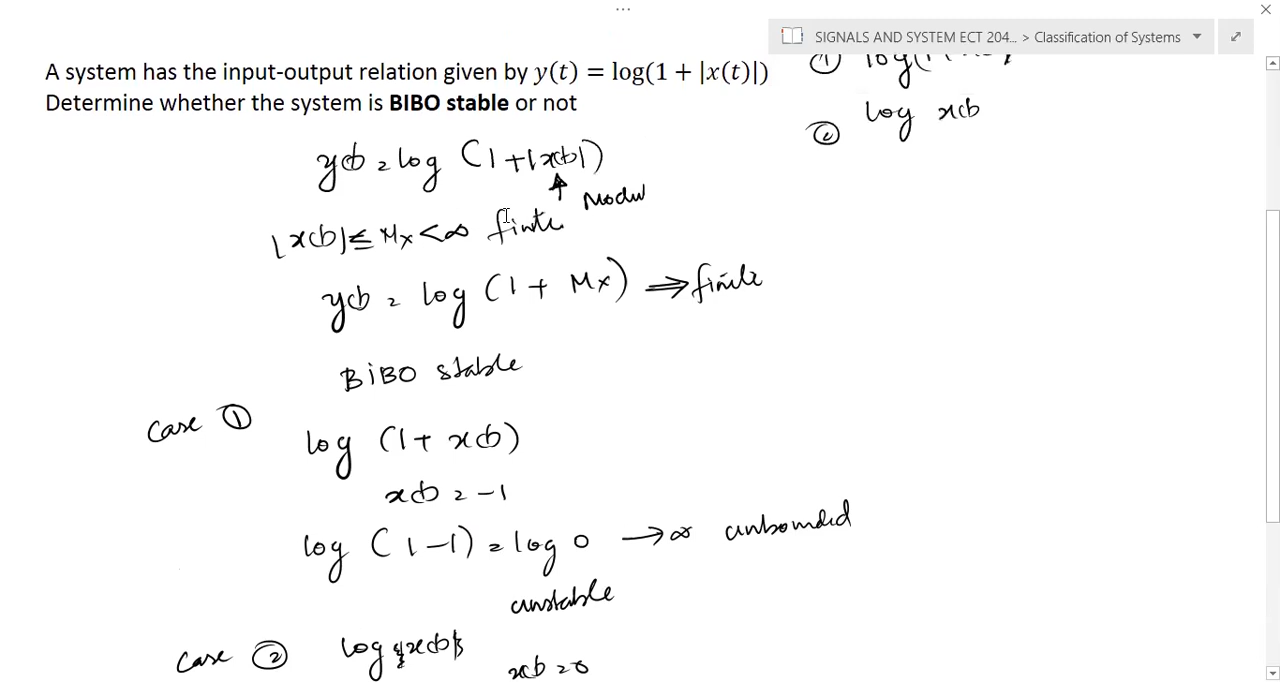 ...
SIGNALS AND SYSTEM ECT 204... > Classification of Systems
A system has the input-output relation given by y(t) = log(1 + |x(t)|)
Determine whether the system is BIBO stable or not
①
② log x(t)
y(t) = log (1+|x(t)|)
Modu
|x(t)| ≤ Mx < ∞ finite
y(t) = log (1 + Mx) ⇒ finite
BiBO stable
Case ①
log (1 + x(t))
x(t) = -1
log (1-1) = log 0 → ∞ unbounded
unstable
Case ② log {x(t)}
x(t) = 0